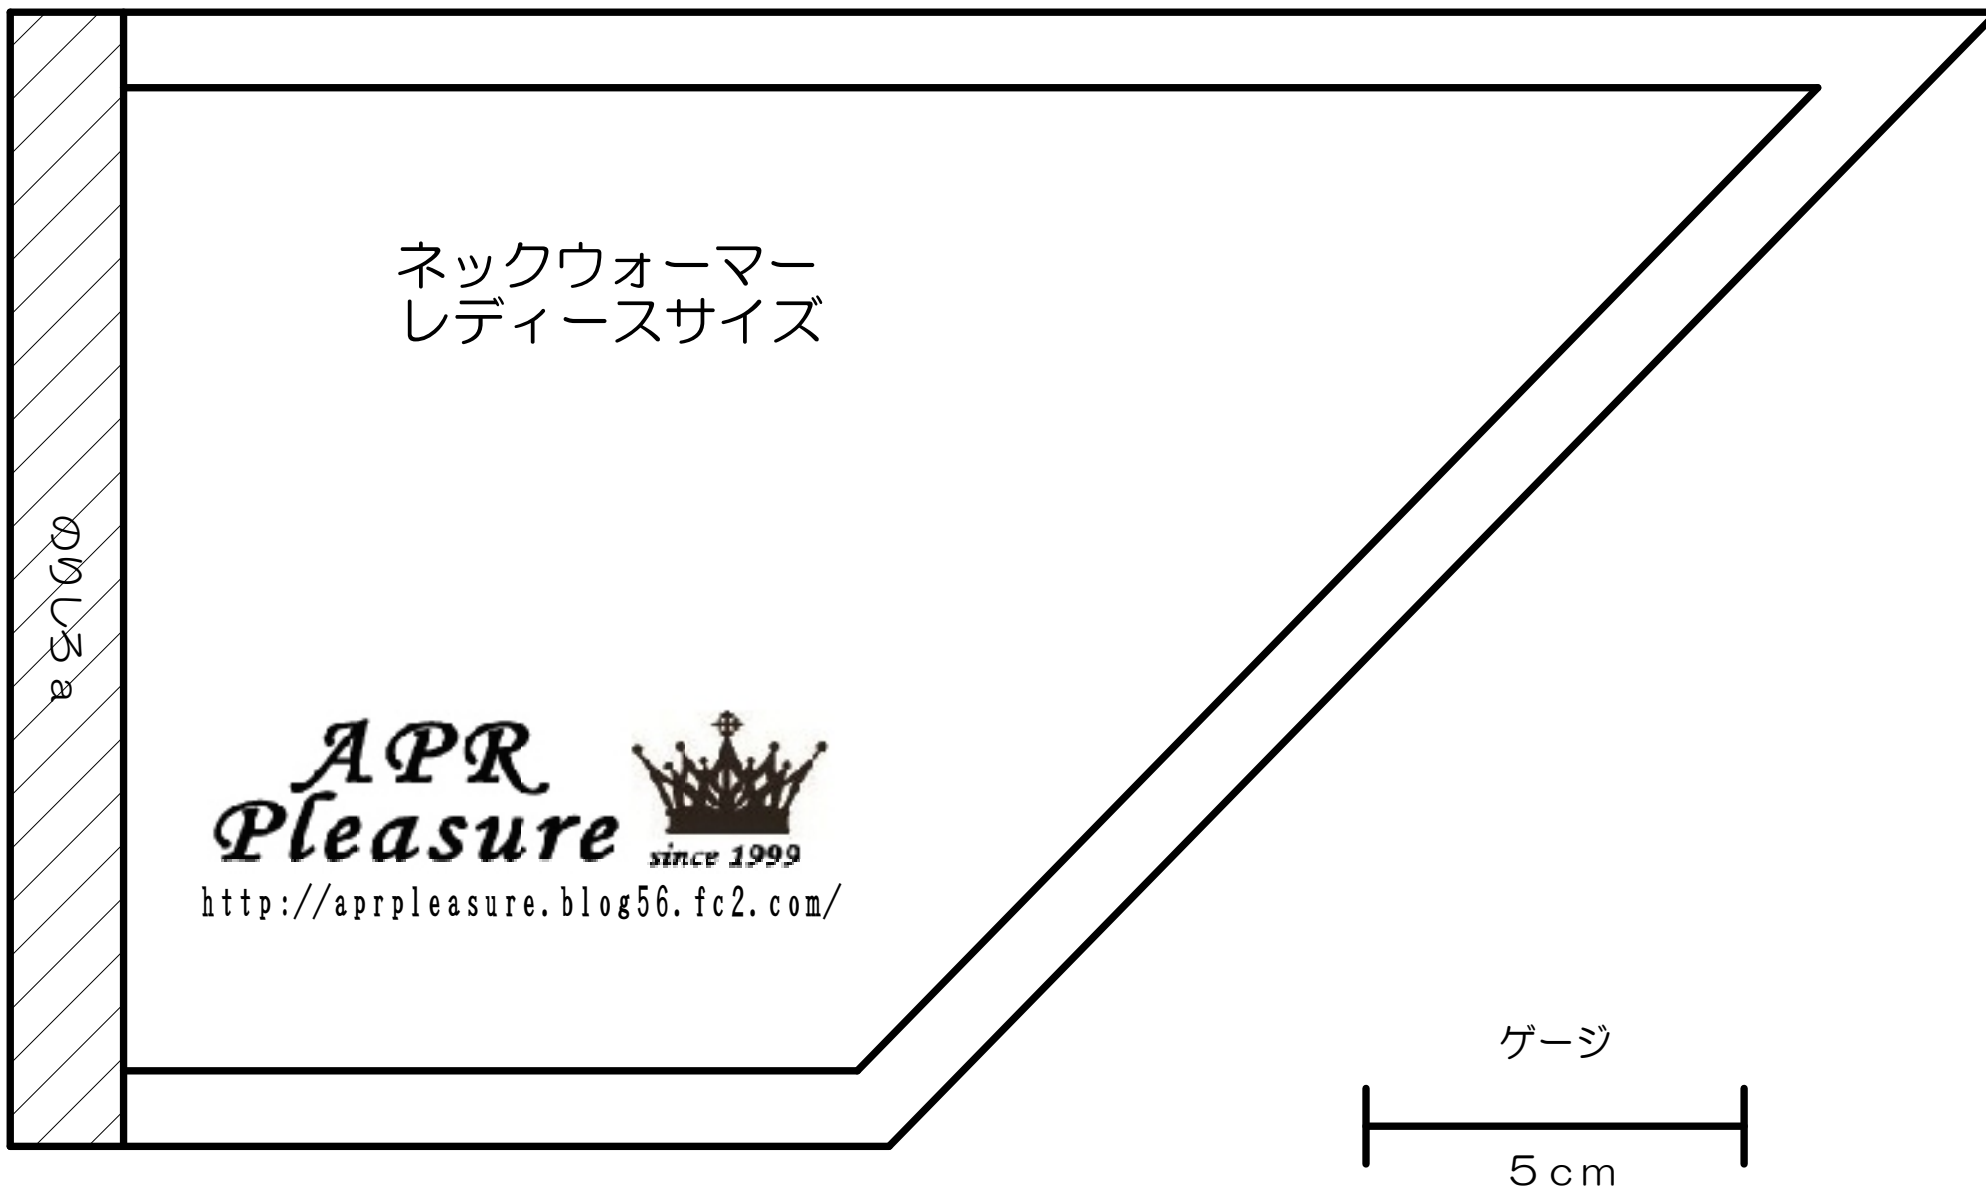 ネックウォーマー
レディースサイズ
のりしろa
APR
Pleasure
since 1999
http://aprpleasure.blog56.fc2.com/
ゲージ
5cm